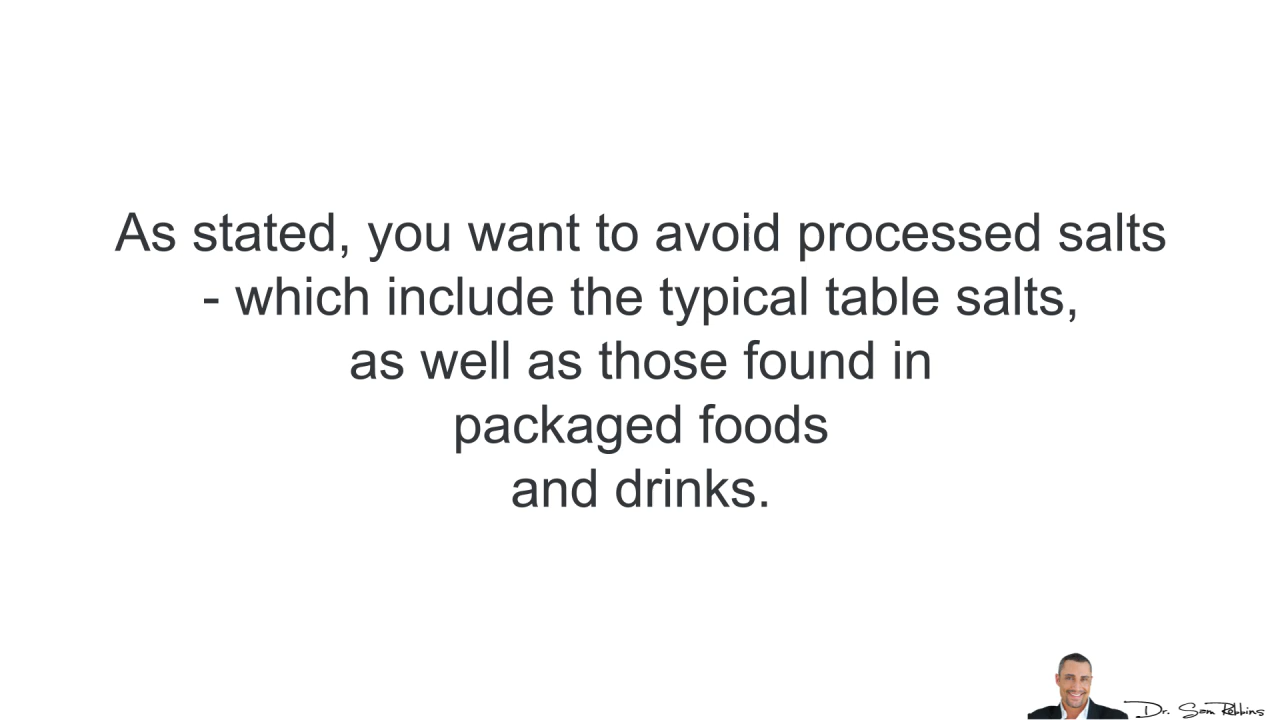 As stated, you want to avoid processed salts
- which include the typical table salts,
as well as those found in
packaged foods
and drinks.
Dr. Sam Robbins